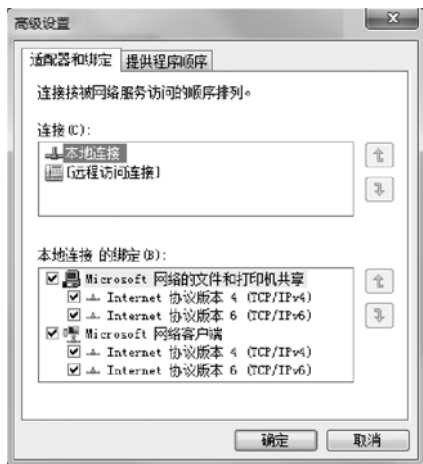 高级设置
适配器和绑定 提供程序顺序
连接按被网络服务访问的顺序排列。
连接(C):
本地连接
[远程访问连接]
本地连接 的绑定(B):
Microsoft 网络的文件和打印机共享
Internet 协议版本 4 (TCP/IPv4)
Internet 协议版本 6 (TCP/IPv6)
Microsoft 网络客户端
Internet 协议版本 4 (TCP/IPv4)
Internet 协议版本 6 (TCP/IPv6)
确定 取消